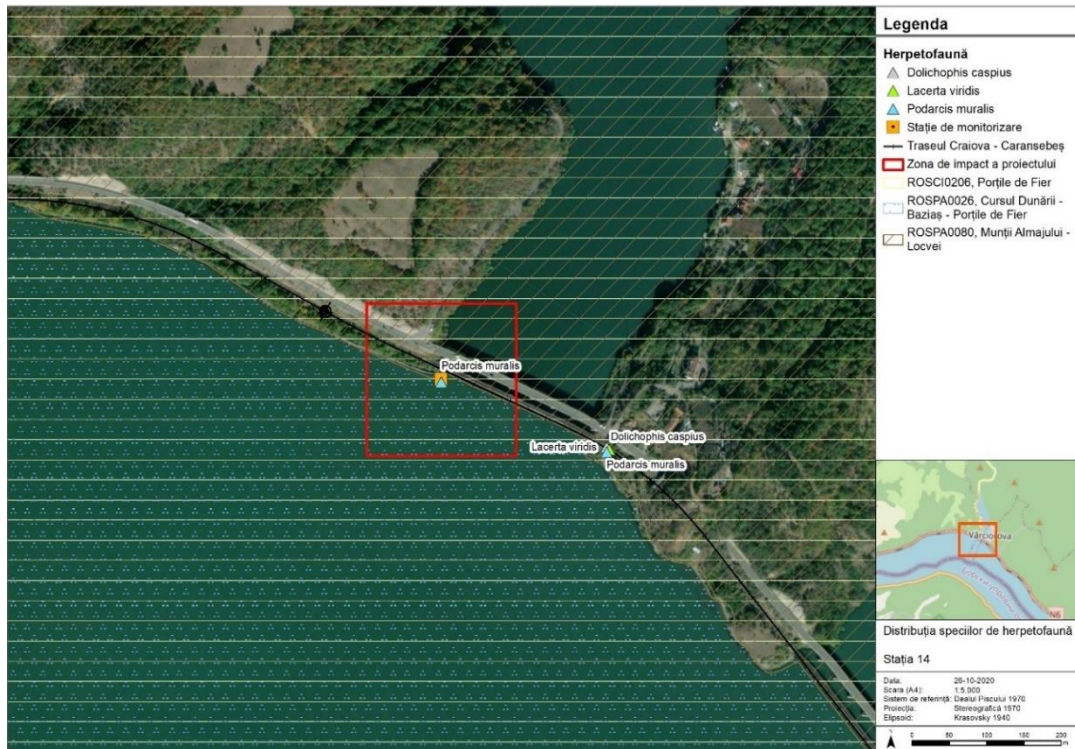 Podarcis muralis
Dolichophis caspius
Lacerta viridis
Podarcis muralis
Legenda
Herpetofaună
Dolichophis caspius
Lacerta viridis
Podarcis muralis
Stație de monitorizare
Traseul Craiova - Caransebeș
Zona de impact a proiectului
ROSCI0206, Porțile de Fier
ROSPA0026, Cursul Dunării -
Baziaș - Porțile de Fier
ROSPA0080, Munții Almajului -
Locvei
Vârciorova
N6
Distribuția speciilor de herpetofaună
Stația 14
Data: 26-10-2020
Scara (A4): 1:5.000
Sistem de referință: Dealul Piscului 1970
Proiecția: Stereografică 1970
Elipsoid: Krasovsky 1940
0 50 100 150 200
m